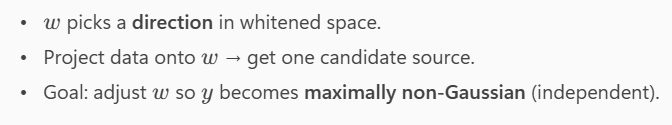 • w picks a direction in whitened space.
• Project data onto w → get one candidate source.
• Goal: adjust w so y becomes maximally non-Gaussian (independent).